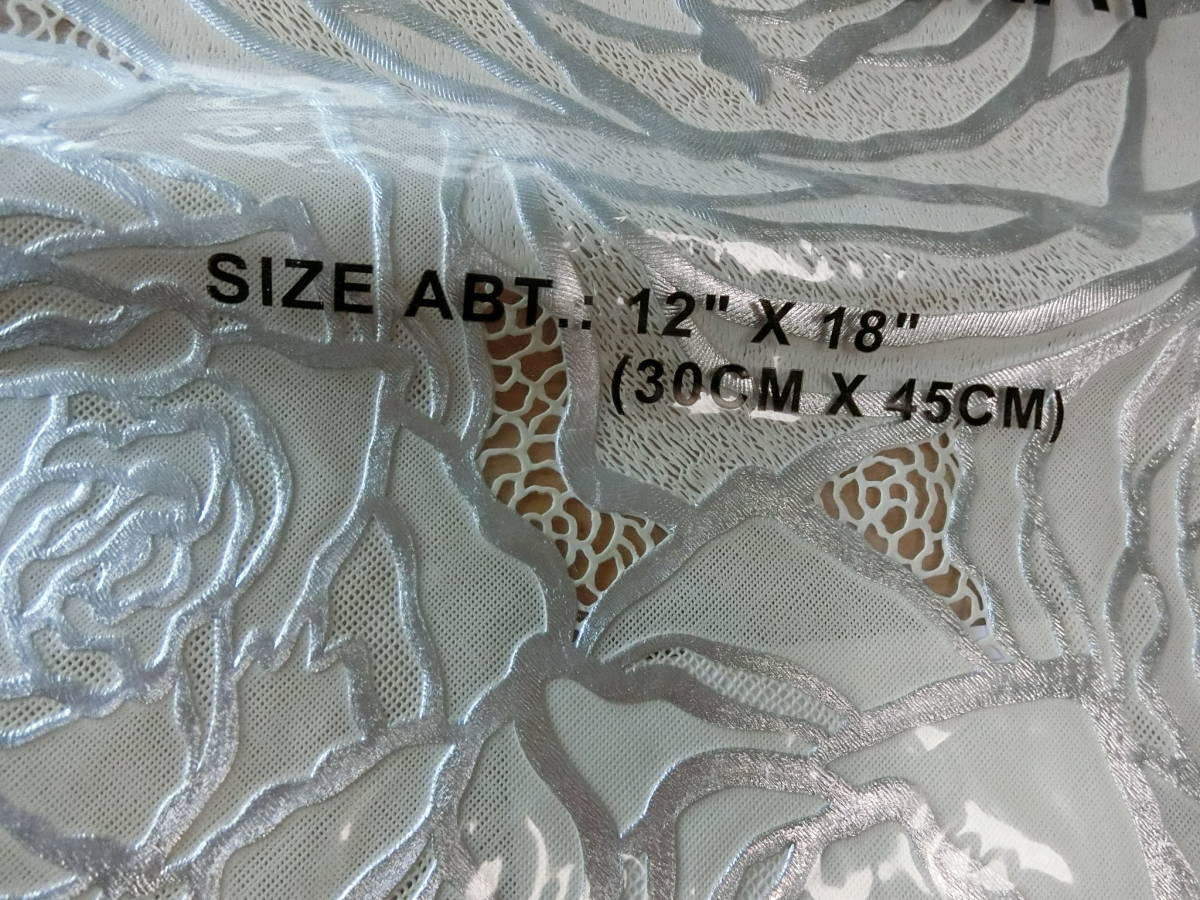 SIZE ABT.: 12" X 18"
(30CM X 45CM)